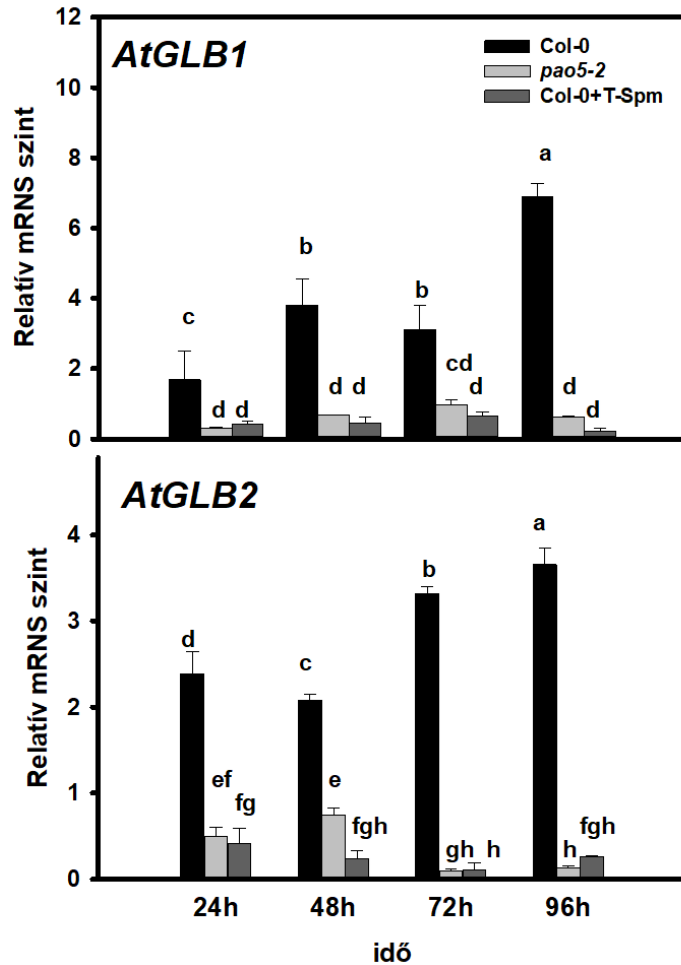 12
AtGLB1
Col-0
pao5-2
Col-0+T-Spm
10
8
6
4
2
0
Relatív mRNS szint
c
d d
b
d d
b
cd
d
a
d
d
AtGLB2
4
3
2
1
0
Relatív mRNS szint
d
ef
fg
c
e
fgh
b
gh h
a
h
fgh
24h 48h 72h 96h
idő